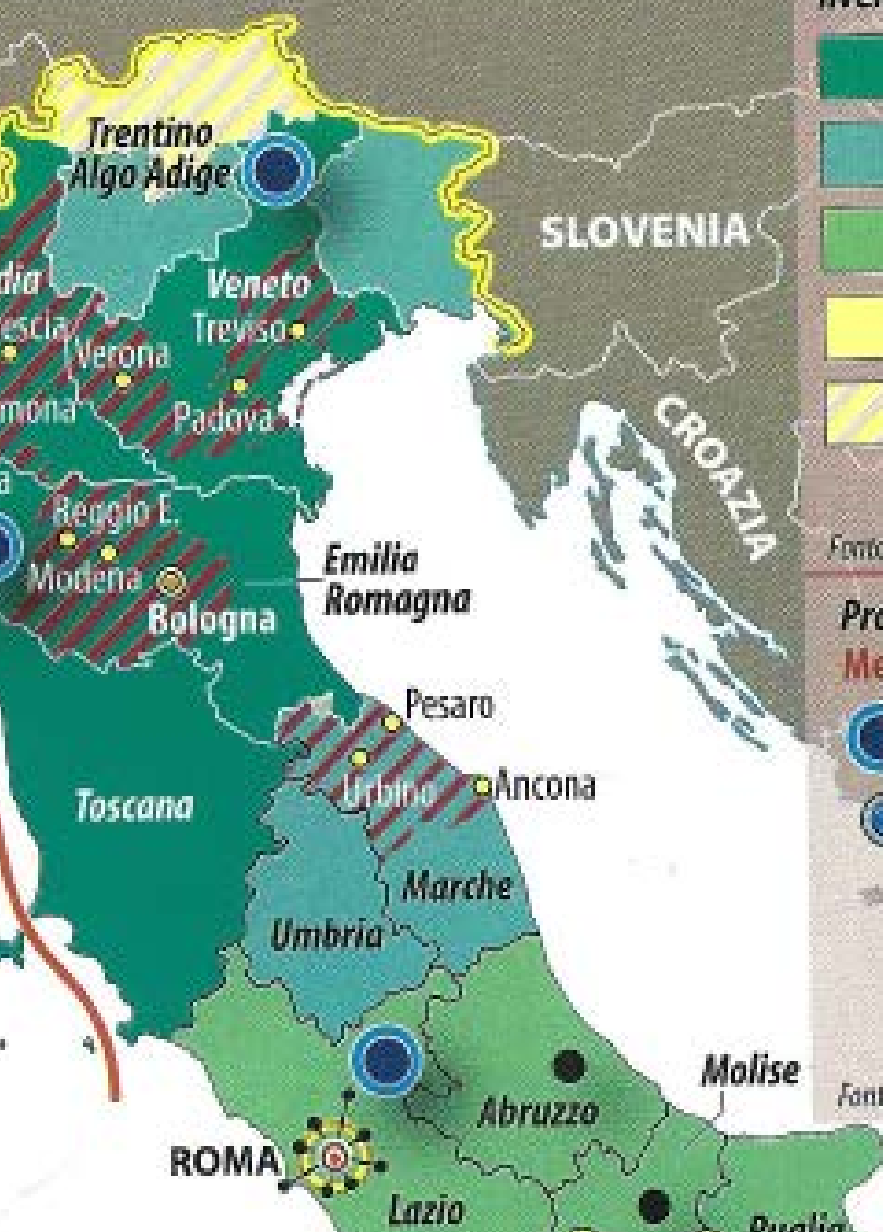 Trentino
Algo Adige
SLOVENIA
Veneto
Treviso
Verona
Padova
CROAZIA
Reggio E.
Modena
Bologna
Emilia
Romagna
Pesaro
Urbino
Ancona
Toscana
Marche
Umbria
Molise
Abruzzo
ROMA
Lazio
Puglia